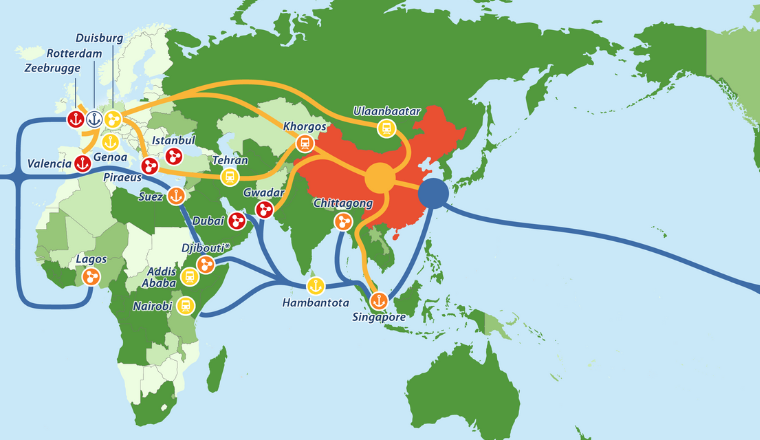 Duisburg
Rotterdam
Zeebrugge
Ulaanbaatar
Khorgos
Istanbul
Genoa
Valencia
Tehran
Piraeus
Suez
Gwadar
Chittagong
Dubai
Djibouti*
Lagos
Addis
Ababa
Nairobi
Hambantota
Singapore